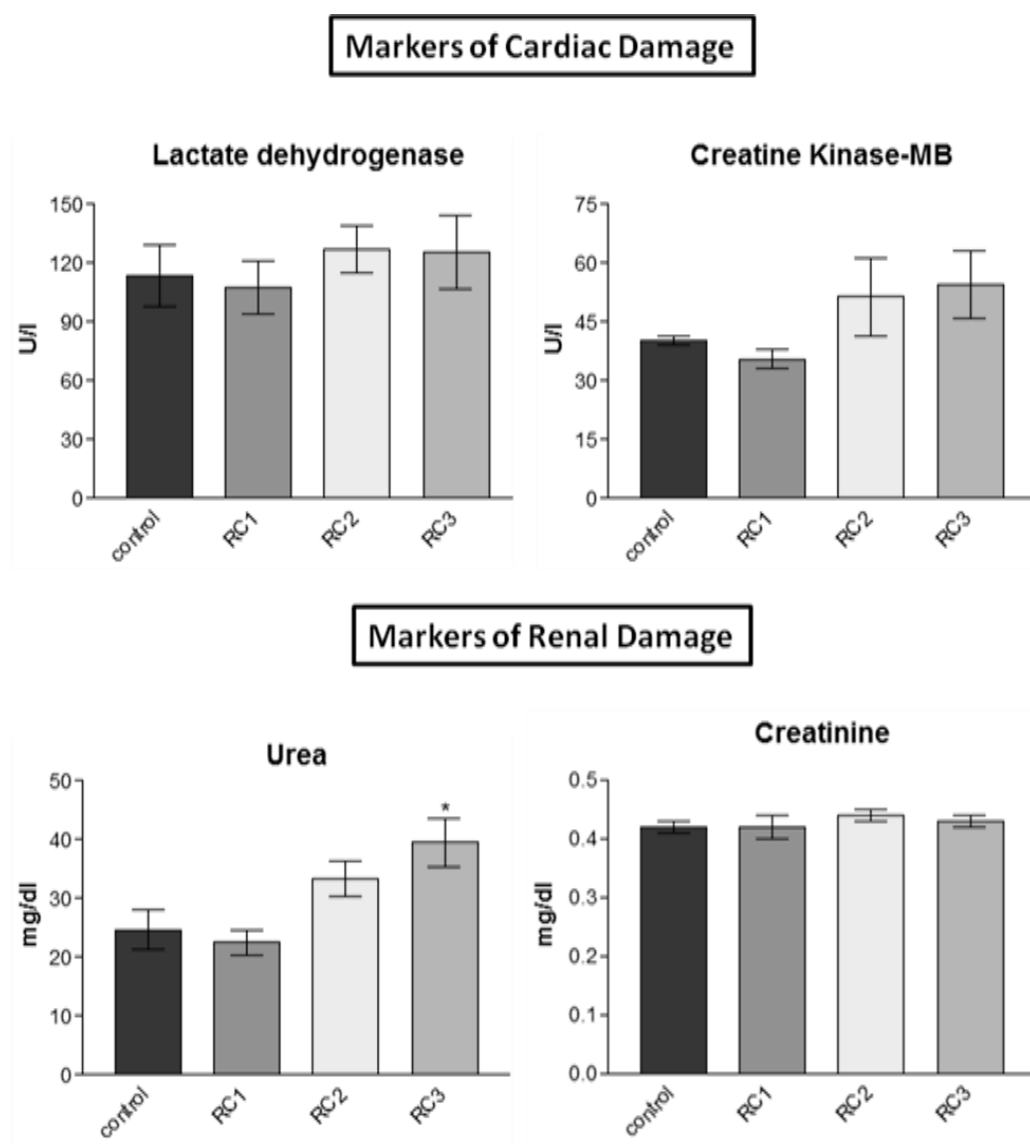 Markers of Cardiac Damage
Lactate dehydrogenase
150
120
90
60
30
0
U/l
control
RC1
RC2
RC3
Creatine Kinase-MB
75
60
45
30
15
0
U/l
control
RC1
RC2
RC3
Markers of Renal Damage
Urea
50
40
30
20
10
0
mg/dl
*
control
RC1
RC2
RC3
Creatinine
0.5
0.4
0.3
0.2
0.1
0.0
mg/dl
control
RC1
RC2
RC3